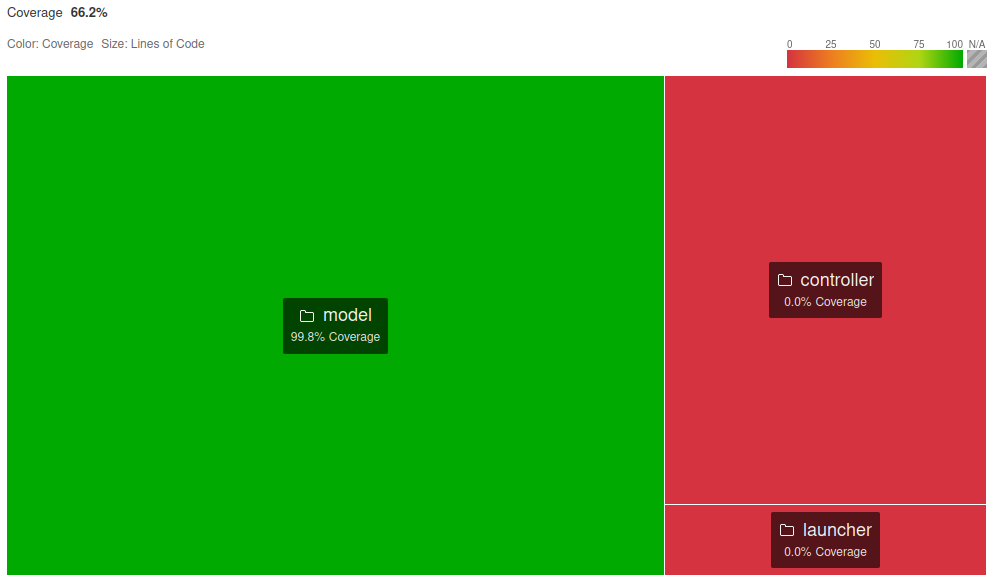 Coverage 66.2%
Color: Coverage Size: Lines of Code
0 25 50 75 100 N/A
controller
0.0% Coverage
model
99.8% Coverage
launcher
0.0% Coverage